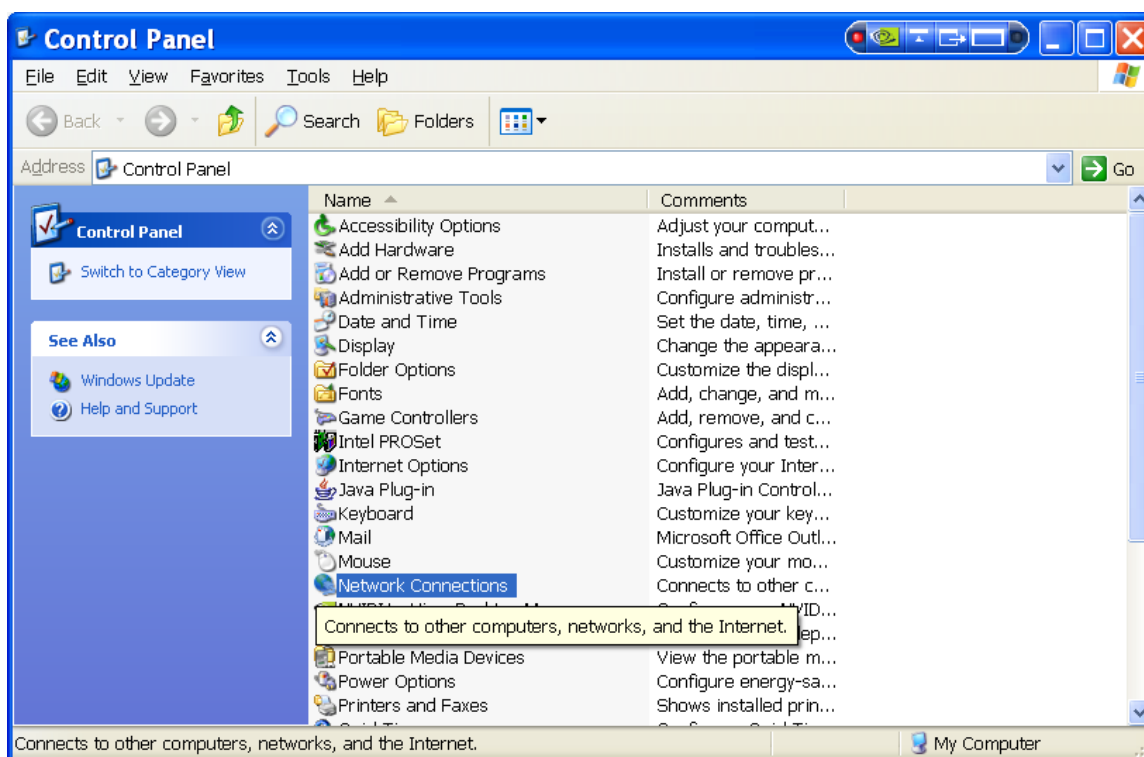 Control Panel
File Edit View Favorites Tools Help
Back Search Folders
Address Control Panel Go
Control Panel
Switch to Category View
See Also
Windows Update
Help and Support
Name Comments
Accessibility Options Adjust your comput...
Add Hardware Installs and troubles...
Add or Remove Programs Install or remove pr...
Administrative Tools Configure administr...
Date and Time Set the date, time, ...
Display Change the appeara...
Folder Options Customize the displ...
Fonts Add, change, and m...
Game Controllers Add, remove, and c...
Intel PROSet Configures and test...
Internet Options Configure your Inter...
Java Plug-in Java Plug-in Control...
Keyboard Customize your key...
Mail Microsoft Office Outl...
Mouse Customize your mo...
Network Connections Connects to other c...
Connects to other computers, networks, and the Internet.
Portable Media Devices View the portable m...
Power Options Configure energy-sa...
Printers and Faxes Shows installed prin...
Connects to other computers, networks, and the Internet. My Computer